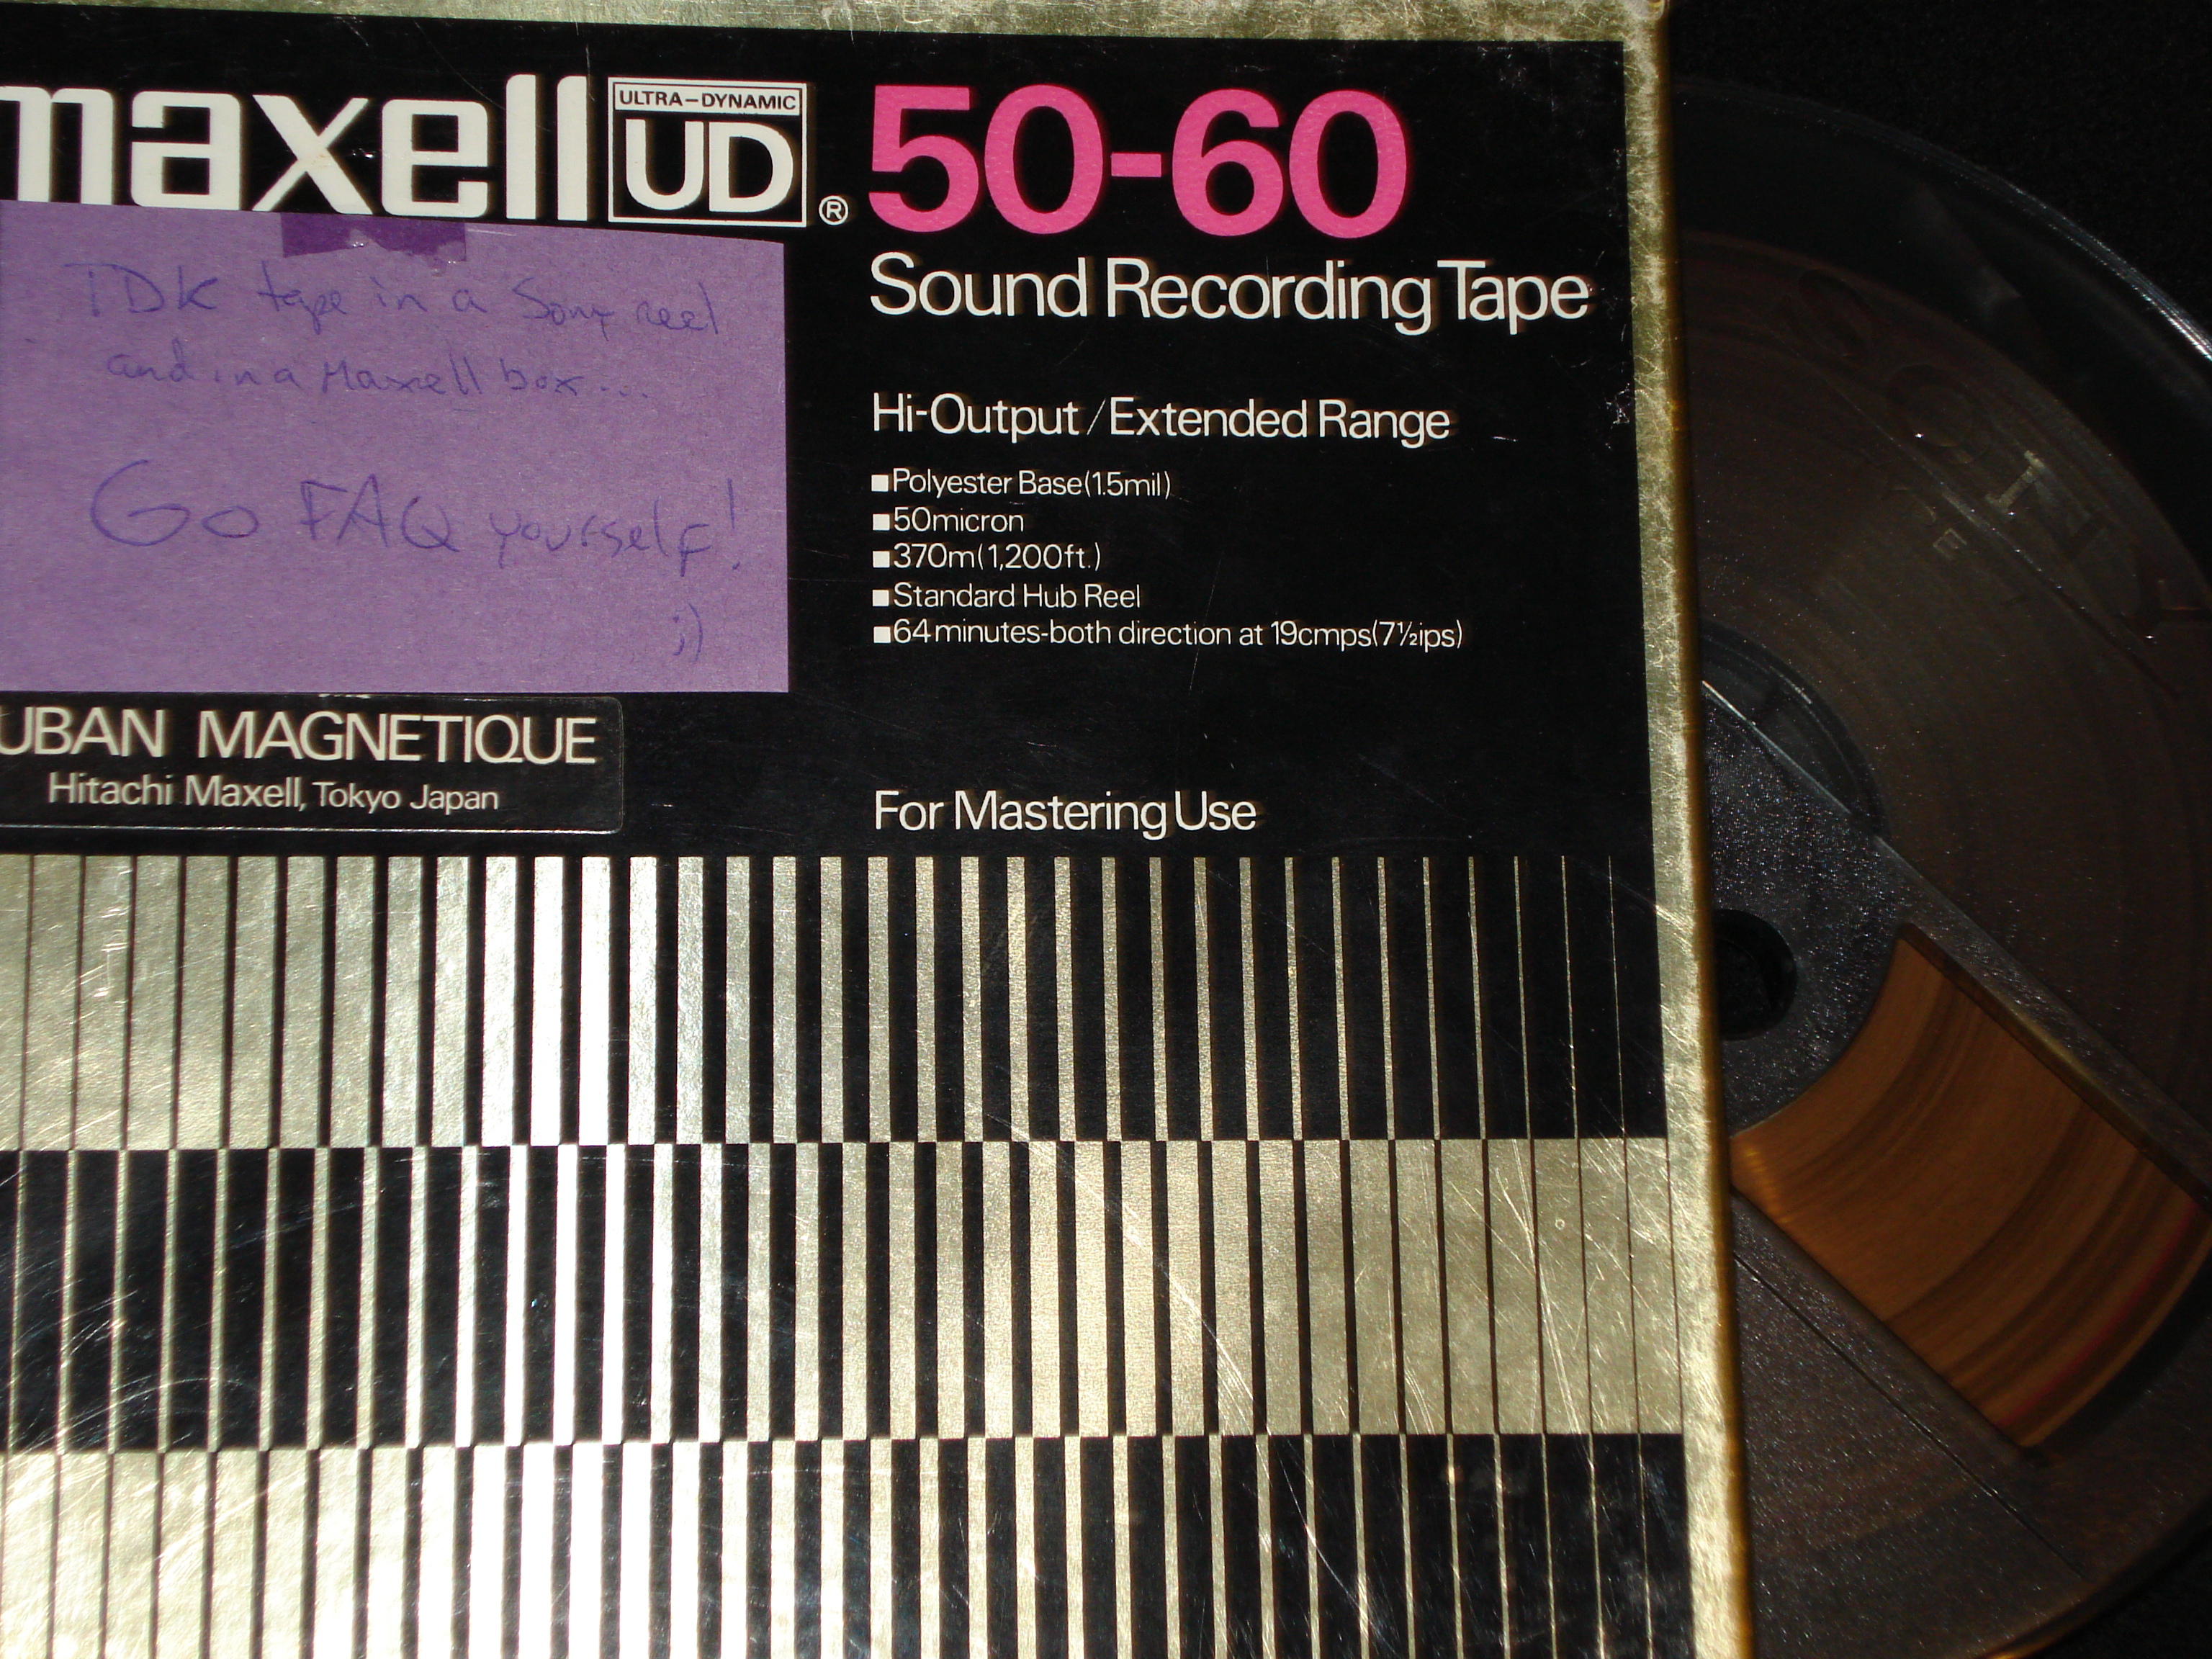 maxell ULTRA-DYNAMIC UD ® 50-60
Sound Recording Tape
TDK tape in a Sony reel
and in a Maxell box...
Go FAQ yourself!
;)
Hi-Output/Extended Range
■Polyester Base(1.5mil)
■50micron
■370m(1,200ft.)
■Standard Hub Reel
■64minutes-both direction at 19cmps(7½ips)
UBAN MAGNETIQUE
Hitachi Maxell, Tokyo Japan
For Mastering Use
SONY